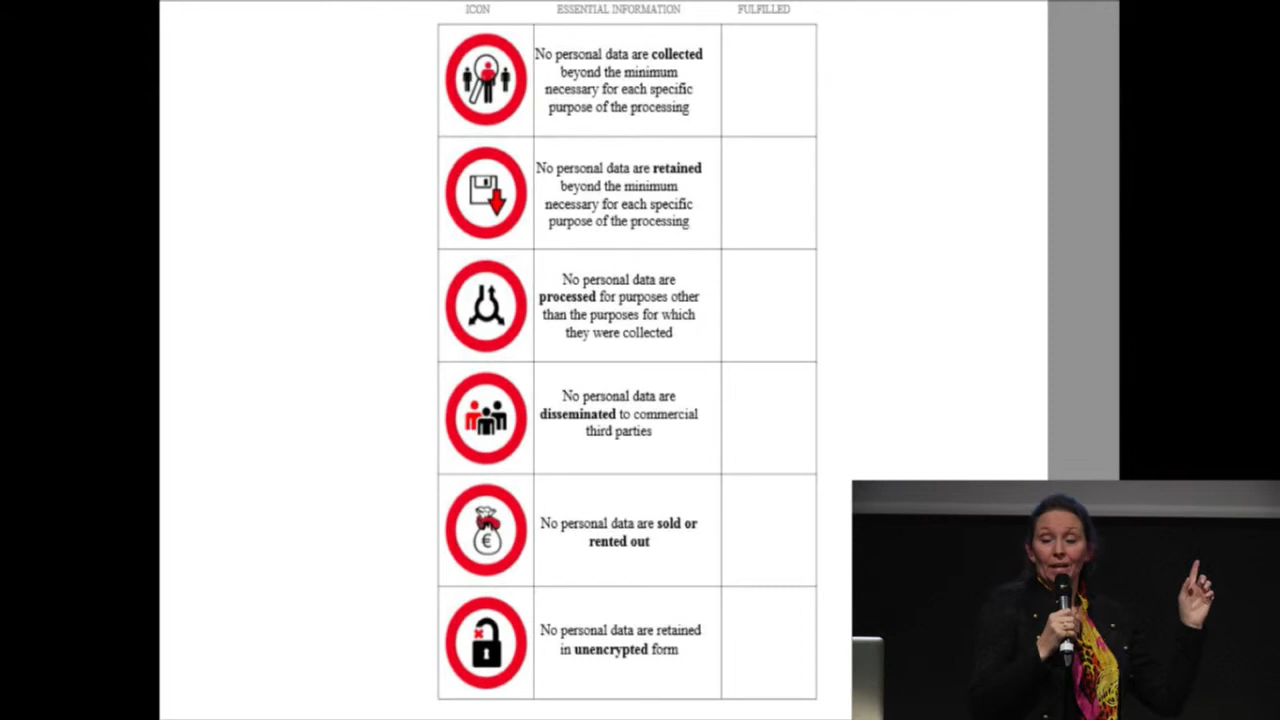 ICON ESSENTIAL INFORMATION FULFILLED
No personal data are collected
beyond the minimum
necessary for each specific
purpose of the processing
No personal data are retained
beyond the minimum
necessary for each specific
purpose of the processing
No personal data are
processed for purposes other
than the purposes for which
they were collected
No personal data are
disseminated to commercial
third parties
€
No personal data are sold or
rented out
No personal data are retained
in unencrypted form